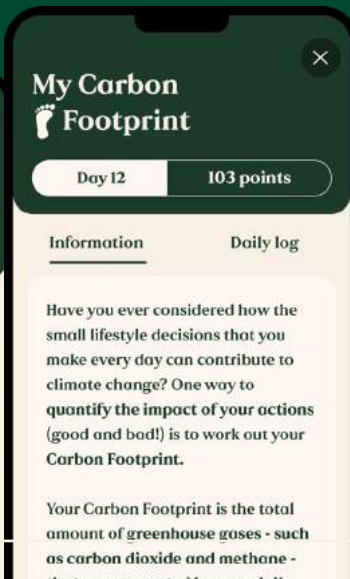 My Carbon
Footprint
Day 12 103 points
Information Daily log
Have you ever considered how the
small lifestyle decisions that you
make every day can contribute to
climate change? One way to
quantify the impact of your actions
(good and bad!) is to work out your
Carbon Footprint.
Your Carbon Footprint is the total
amount of greenhouse gases - such
as carbon dioxide and methane -